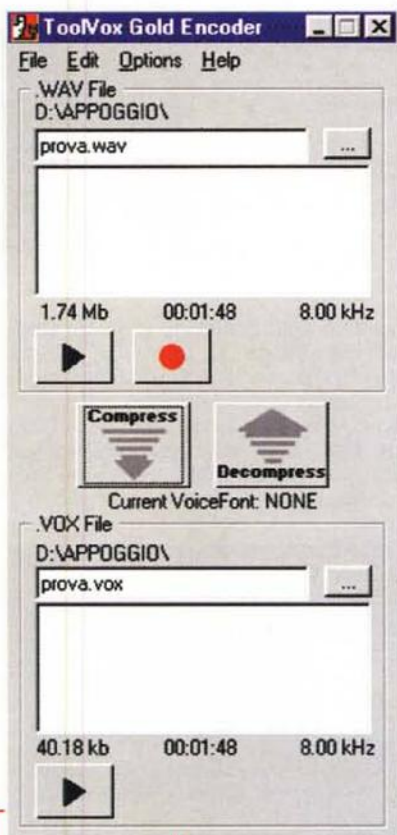 ToolVox Gold Encoder
File Edit Options Help
.WAV File
D:\APPOGGIO\
prova.wav ...
1.74 Mb 00:01:48 8.00 kHz
Compress
Decompress
Current VoiceFont: NONE
.VOX File
D:\APPOGGIO\
prova.vox ...
40.18 kb 00:01:48 8.00 kHz